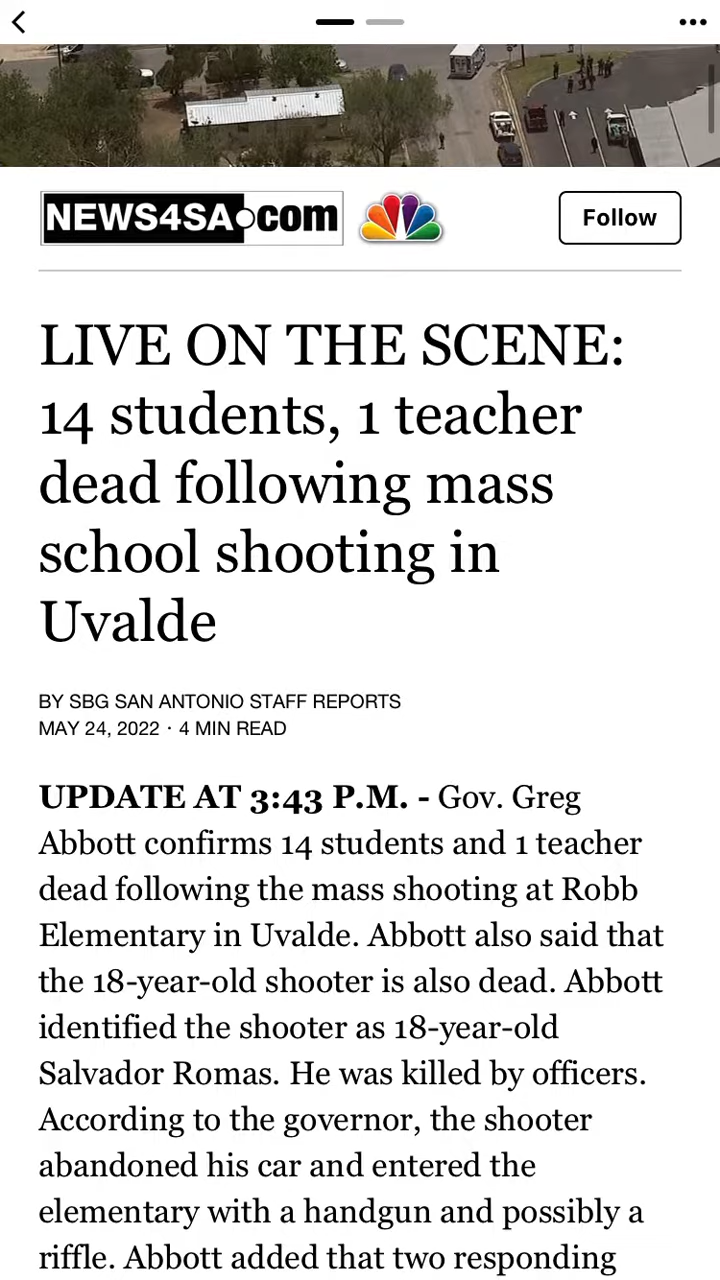 NEWS4SA.com
Follow
LIVE ON THE SCENE:
14 students, 1 teacher
dead following mass
school shooting in
Uvalde
BY SBG SAN ANTONIO STAFF REPORTS
MAY 24, 2022 · 4 MIN READ
UPDATE AT 3:43 P.M. - Gov. Greg
Abbott confirms 14 students and 1 teacher
dead following the mass shooting at Robb
Elementary in Uvalde. Abbott also said that
the 18-year-old shooter is also dead. Abbott
identified the shooter as 18-year-old
Salvador Romas. He was killed by officers.
According to the governor, the shooter
abandoned his car and entered the
elementary with a handgun and possibly a
riffle. Abbott added that two responding